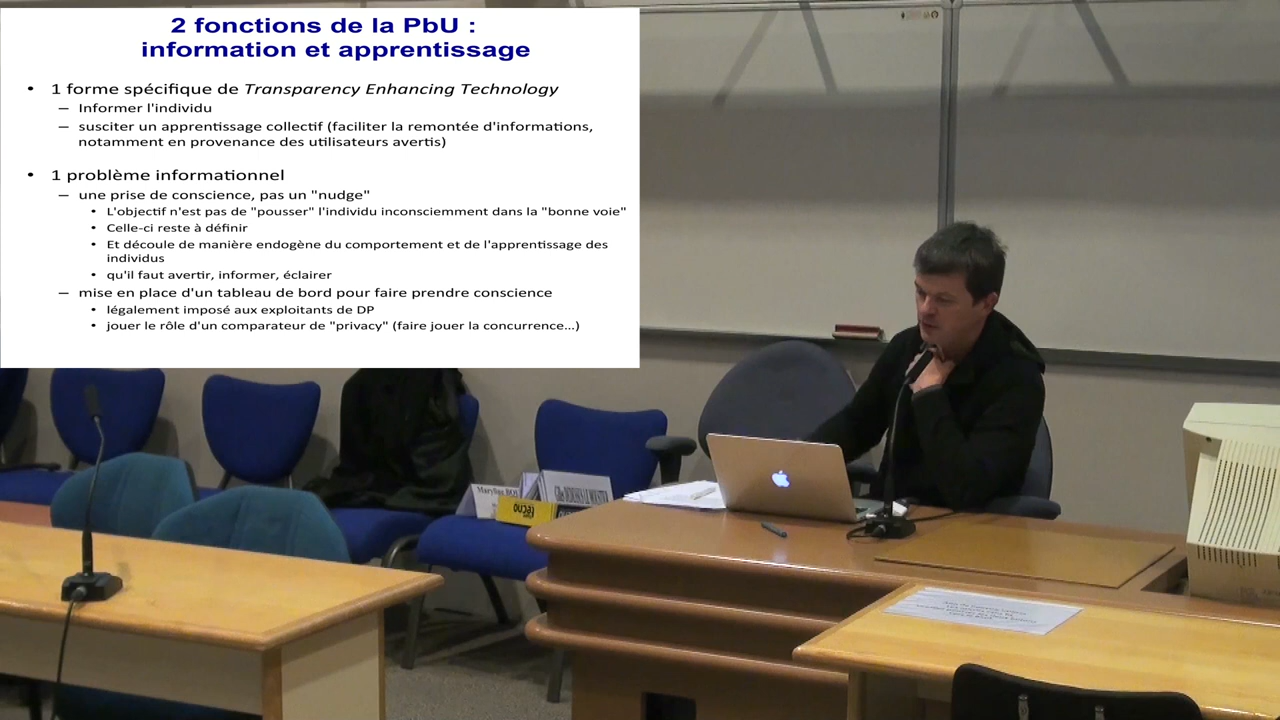 2 fonctions de la PbU :
information et apprentissage
• 1 forme spécifique de Transparency Enhancing Technology
– Informer l'individu
– susciter un apprentissage collectif (faciliter la remontée d'informations,
notamment en provenance des utilisateurs avertis)
• 1 problème informationnel
– une prise de conscience, pas un "nudge"
• L'objectif n'est pas de "pousser" l'individu inconsciemment dans la "bonne voie"
• Celle-ci reste à définir
• Et découle de manière endogène du comportement et de l'apprentissage des
individus
• qu'il faut avertir, informer, éclairer
– mise en place d'un tableau de bord pour faire prendre conscience
• légalement imposé aux exploitants de DP
• jouer le rôle d'un comparateur de "privacy" (faire jouer la concurrence...)